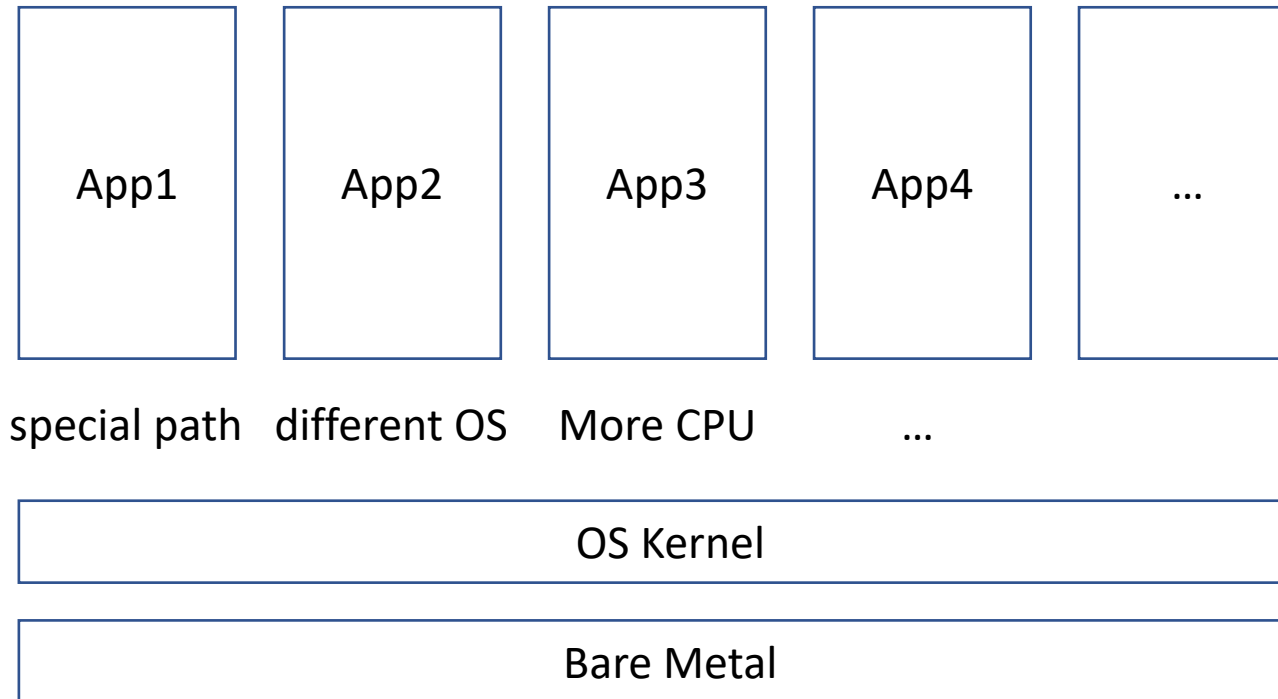 App1 App2 App3 App4 …
special path different OS More CPU …
OS Kernel
Bare Metal